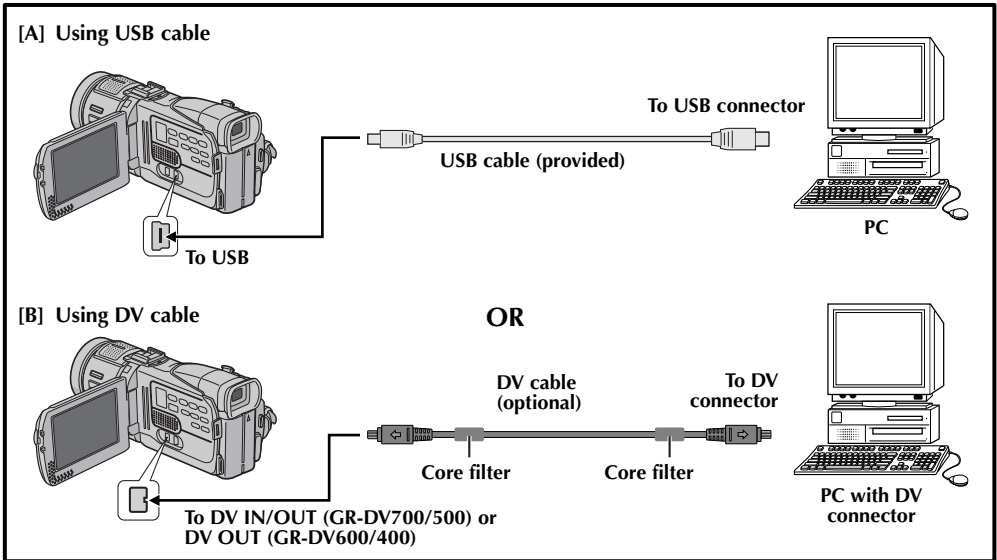 [A] Using USB cable
To USB connector
USB cable (provided)
To USB
PC
[B] Using DV cable
OR
DV cable
(optional)
To DV
connector
Core filter
Core filter
To DV IN/OUT (GR-DV700/500) or
DV OUT (GR-DV600/400)
PC with DV
connector